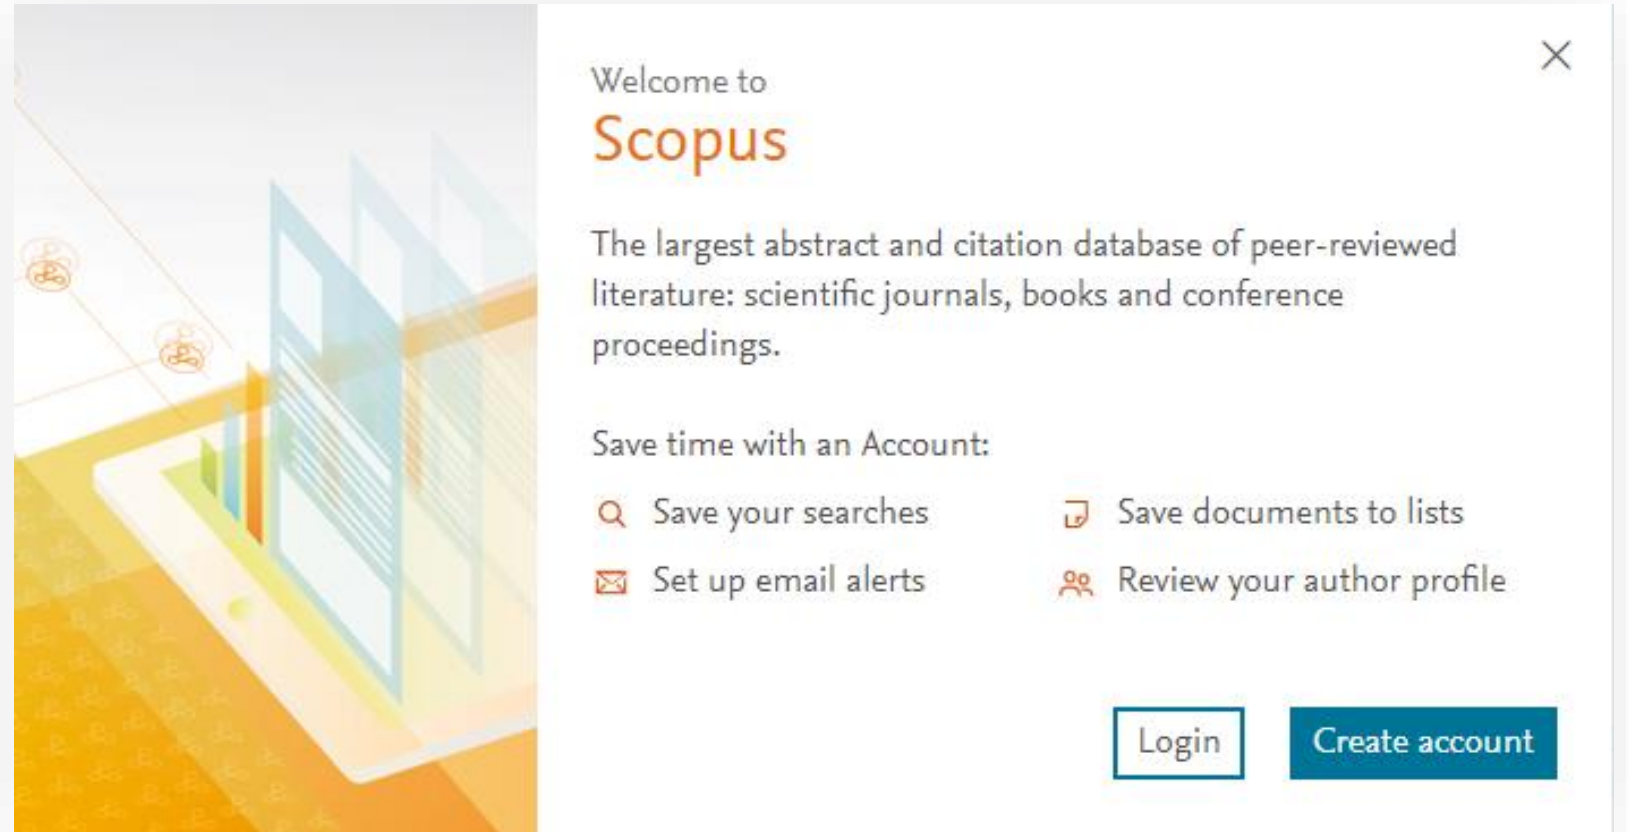 Welcome to
Scopus
The largest abstract and citation database of peer-reviewed
literature: scientific journals, books and conference
proceedings.
Save time with an Account:
Save your searches
Save documents to lists
Set up email alerts
Review your author profile
Login
Create account